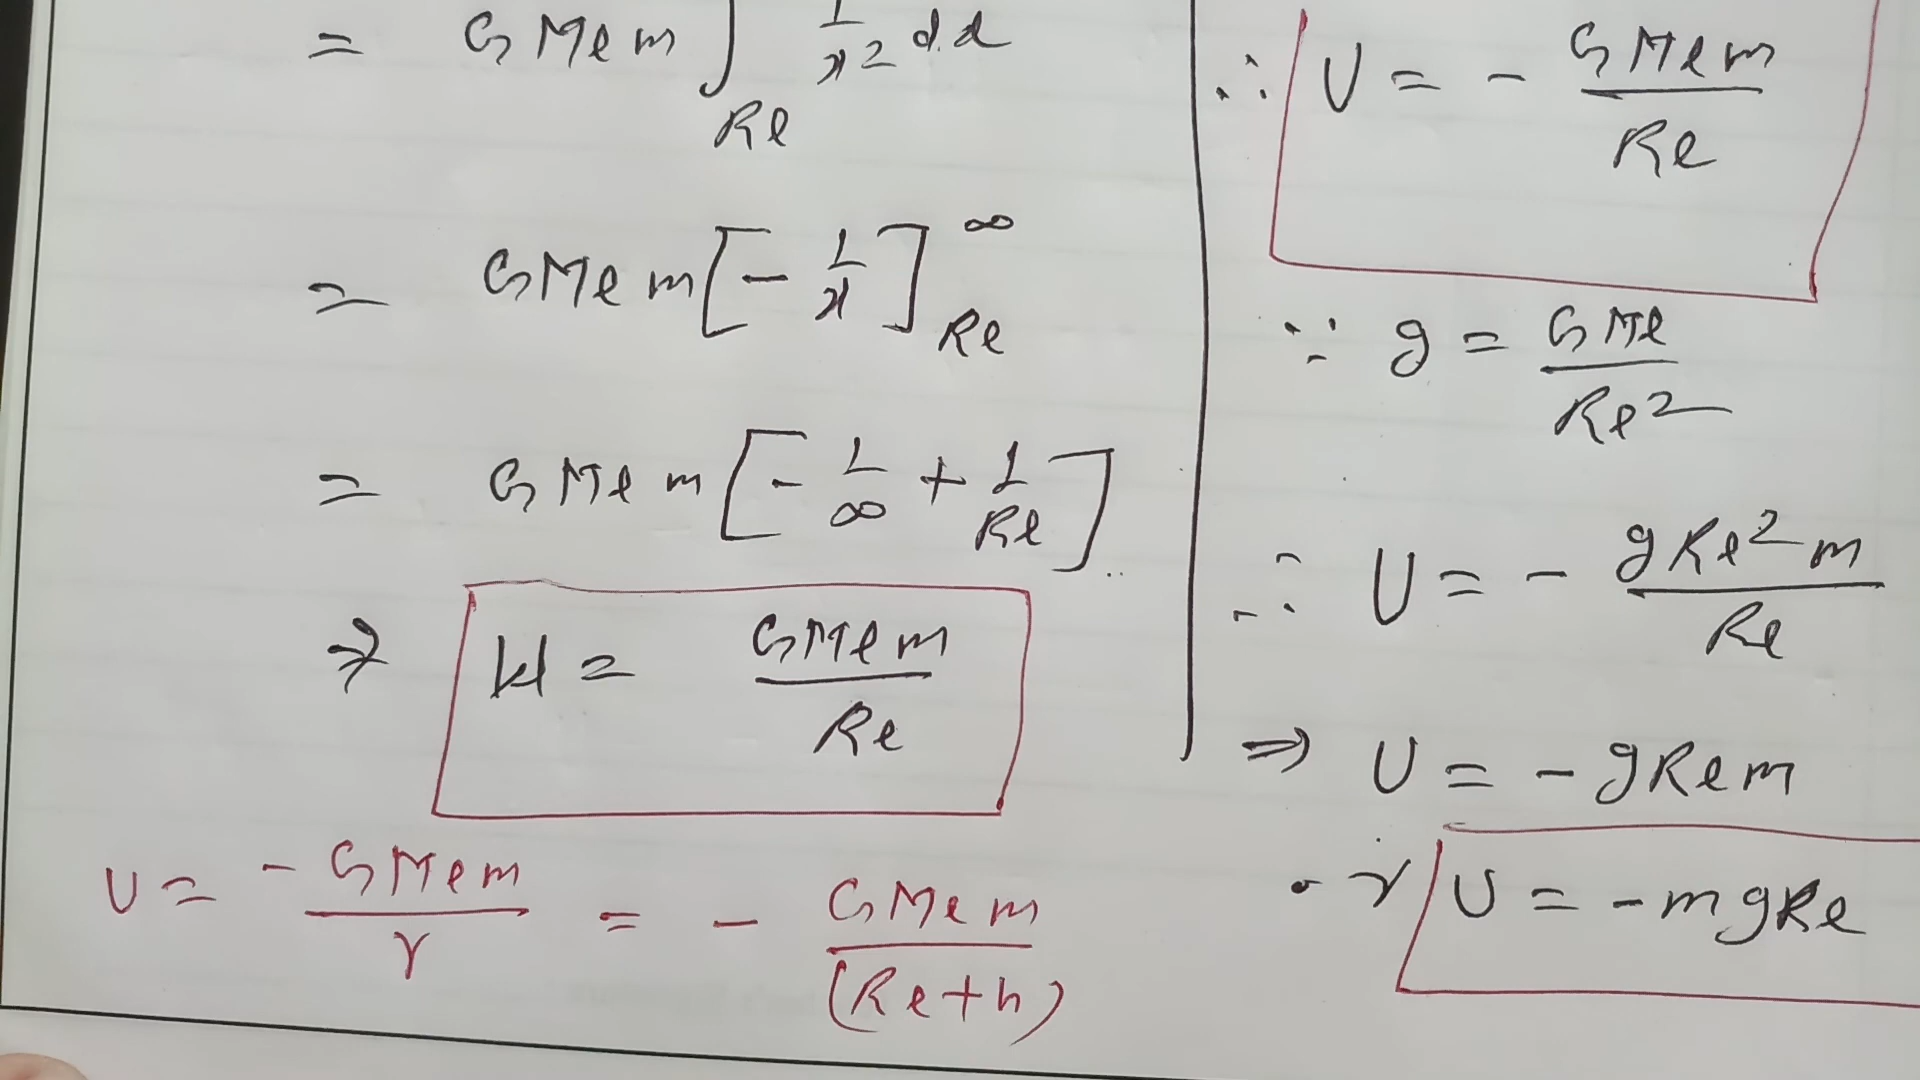 = GMem ∫Re 1/x² dx
= GMem [- 1/x]Re ∞
= GMem [- 1/∞ + 1/Re]
⇒ W = GMem/Re
U = - GMem/r = - GMem/(Re+h)
∴ U = - GMem/Re
∵ g = GMe/Re²
∴ U = - gRe²m/Re
⇒ U = - gRem
or U = - mgRe